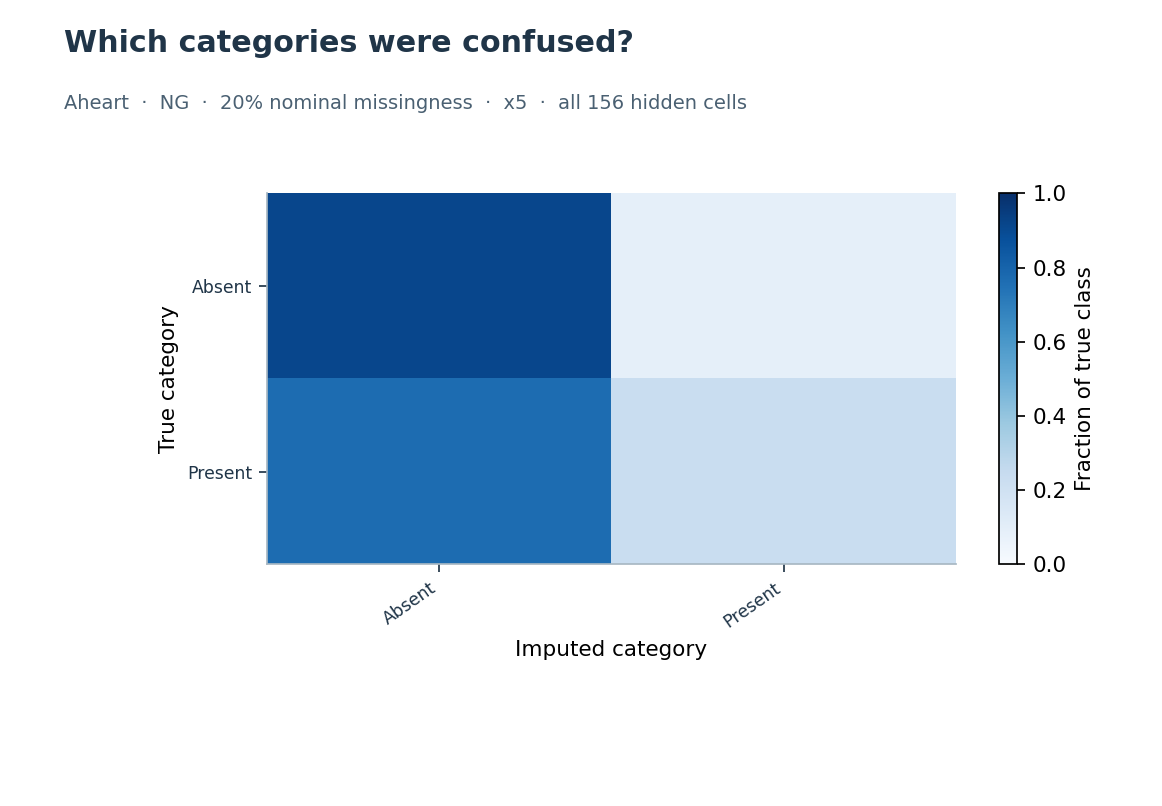 Which categories were confused?
Aheart · NG · 20% nominal missingness · x5 · all 156 hidden cells
True category
Absent
Present
Absent
Present
Imputed category
1.0
0.8
0.6
0.4
0.2
0.0
Fraction of true class